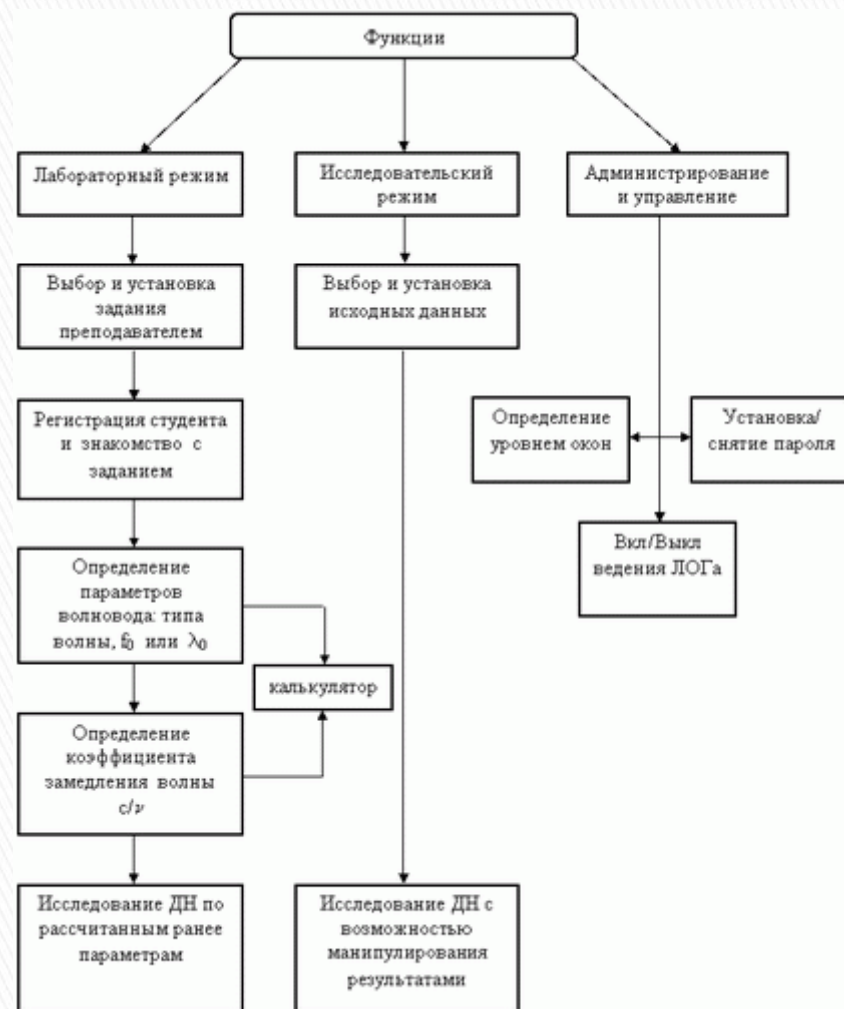 Функции
Лабораторный режим
Исследовательский
режим
Администрирование
и управление
Выбор и установка
задания
преподавателем
Выбор и установка
исходных данных
Регистрация студента
и знакомство с
заданием
Определение
уровнем окон
Установка/
снятие пароля
Вкл/Выкл
ведения ЛОГа
Определение
параметров
волновода: типа
волны, f₀ или λ₀
калькулятор
Определение
коэффициента
замедления волны
c/ν
Исследование ДН по
рассчитанным ранее
параметрам
Исследование ДН с
возможностью
манипулирования
результатами